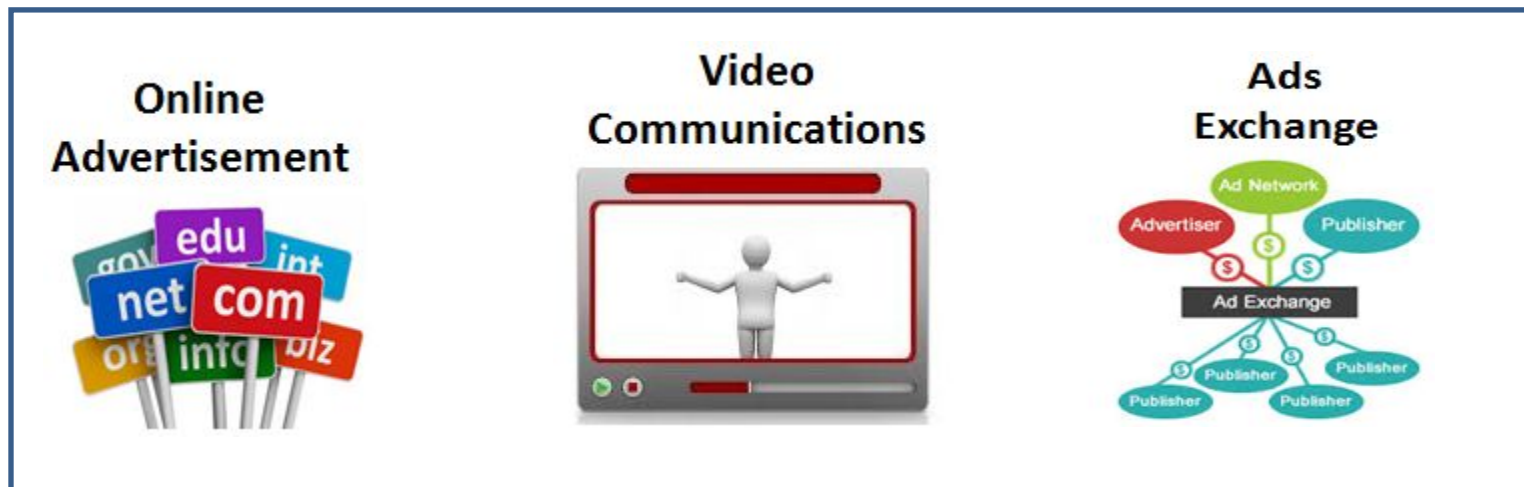 Online
Advertisement
edu
gov
int
net
com
org
info
biz
Video
Communications
Ads
Exchange
Ad Network
Advertiser
Publisher
$
$
$
Ad Exchange
$
$
$
$
Publisher
Publisher
Publisher
Publisher